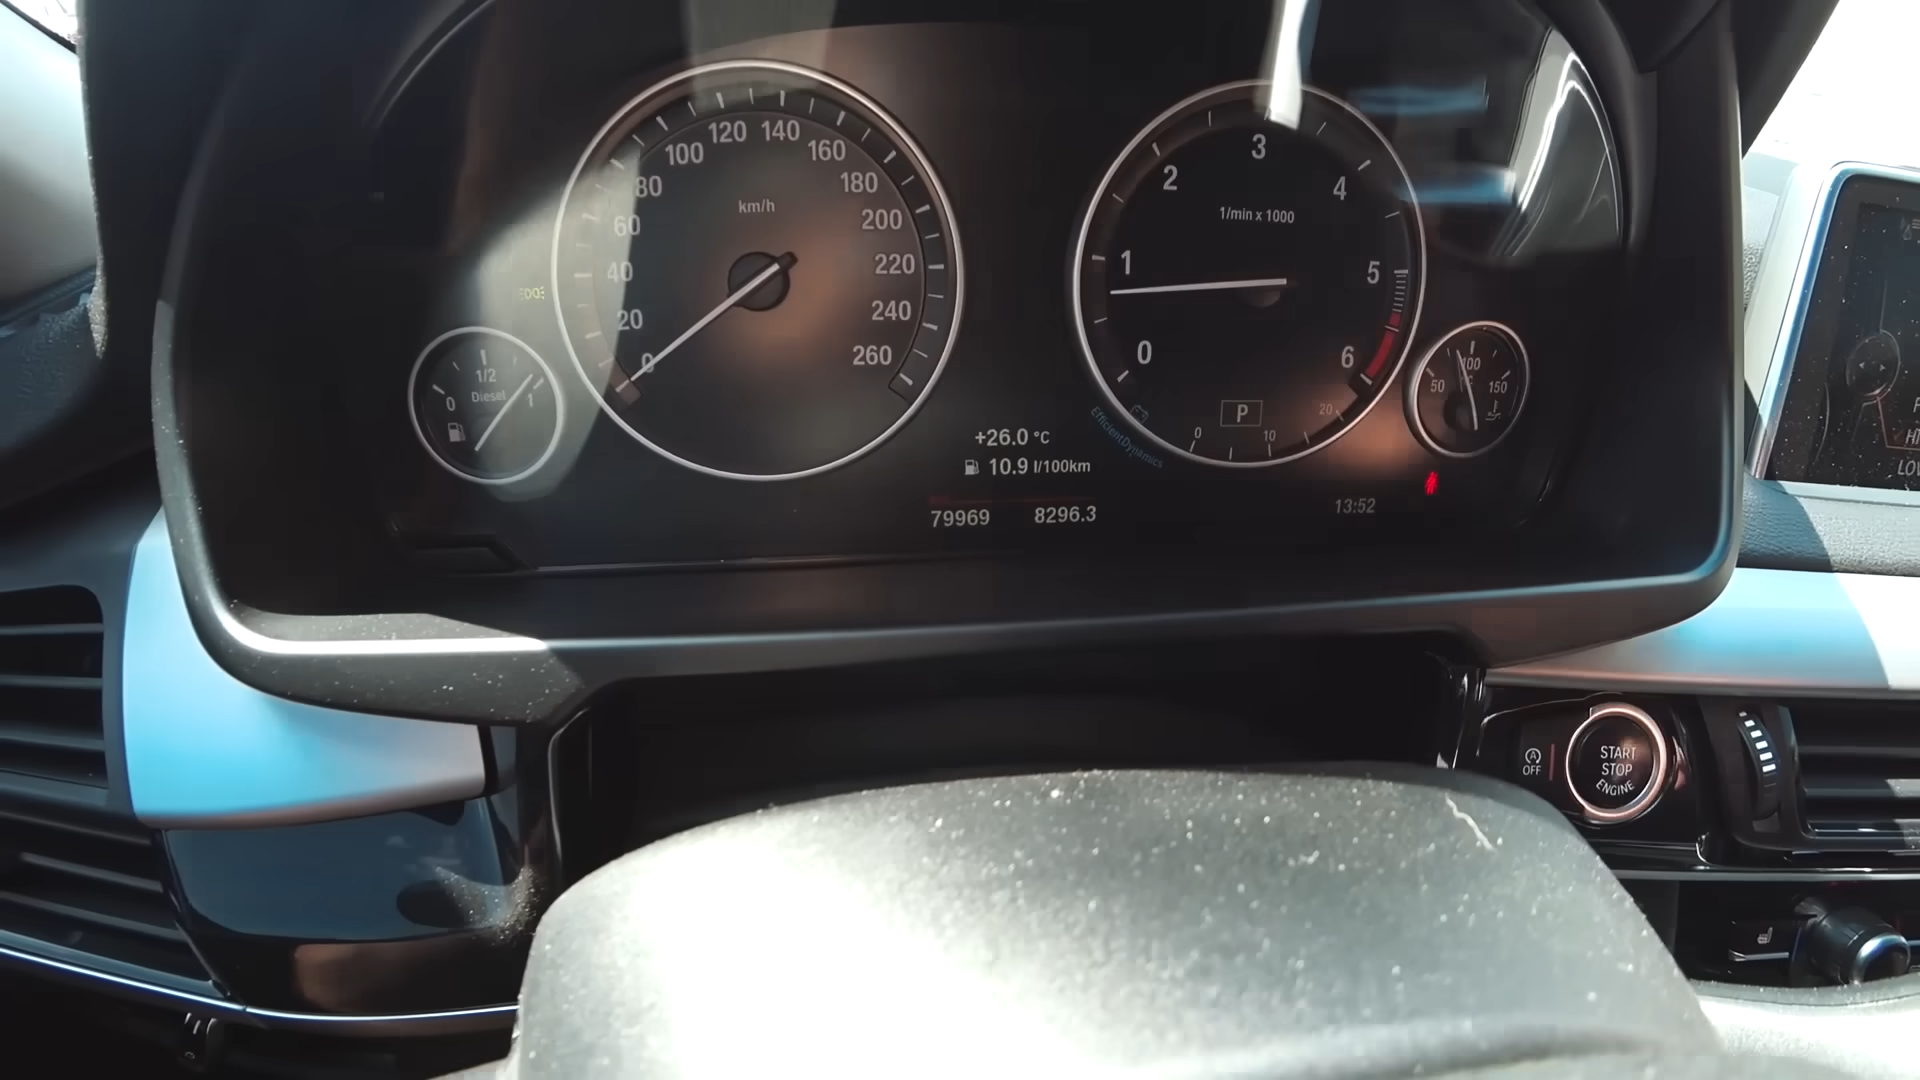 120 140
100 160
80 180
km/h
60 200
40 220
20 240
0 260
1/2
Diesel
0 1
3
2 4
1/min x 1000
1 5
0 6
P
0 10 20
EfficientDynamics
100
°C
50 150
+26.0 °C
10.9 l/100km
79969 8296.3
13:52
START
STOP
ENGINE
OFF
A